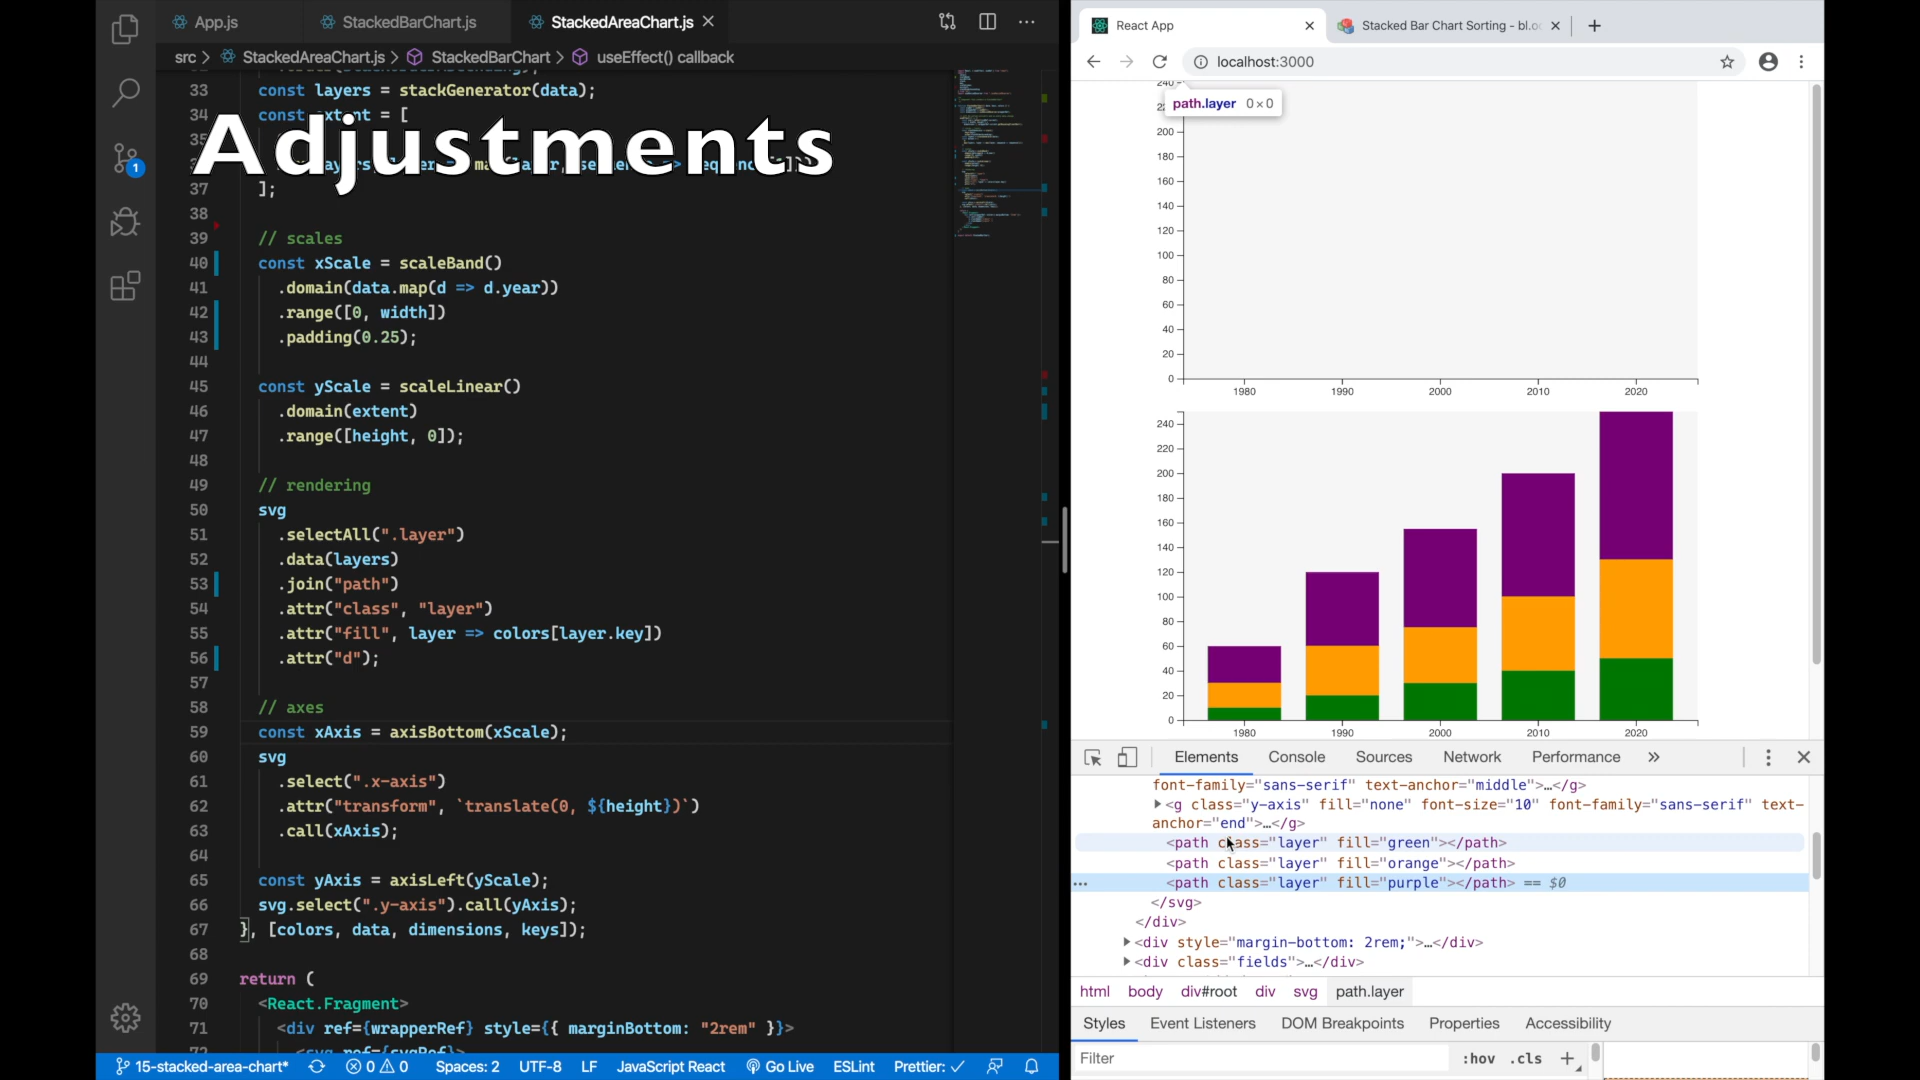 App.js
StackedBarChart.js
StackedAreaChart.js
src > StackedAreaChart.js > StackedBarChart > useEffect() callback
33 const layers = stackGenerator(data);
34 const extent = [
Adjustments
37 ];
38
39 // scales
40 const xScale = scaleBand()
41 .domain(data.map(d => d.year))
42 .range([0, width])
43 .padding(0.25);
44
45 const yScale = scaleLinear()
46 .domain(extent)
47 .range([height, 0]);
48
49 // rendering
50 svg
51 .selectAll(".layer")
52 .data(layers)
53 .join("path")
54 .attr("class", "layer")
55 .attr("fill", layer => colors[layer.key])
56 .attr("d");
57
58 // axes
59 const xAxis = axisBottom(xScale);
60 svg
61 .select(".x-axis")
62 .attr("transform", `translate(0, ${height})`)
63 .call(xAxis);
64
65 const yAxis = axisLeft(yScale);
66 svg.select(".y-axis").call(yAxis);
67 }, [colors, data, dimensions, keys]);
68
69 return (
70 <React.Fragment>
71 <div ref={wrapperRef} style={{ marginBottom: "2rem" }}>
1
15-stacked-area-chart* 0 0 Spaces: 2 UTF-8 LF JavaScript React Go Live ESLint Prettier: ✓
React App
Stacked Bar Chart Sorting - bl.oc
localhost:3000
240
path.layer 0×0
200
180
160
140
120
100
80
60
40
20
0
1980 1990 2000 2010 2020
240
220
200
180
160
140
120
100
80
60
40
20
0
1980 1990 2000 2010 2020
Elements Console Sources Network Performance »
font-family="sans-serif" text-anchor="middle">…</g>
<g class="y-axis" fill="none" font-size="10" font-family="sans-serif" text-
anchor="end">…</g>
<path class="layer" fill="green"></path>
<path class="layer" fill="orange"></path>
<path class="layer" fill="purple"></path> == $0
</svg>
</div>
<div style="margin-bottom: 2rem;">…</div>
<div class="fields">…</div>
html body div#root div svg path.layer
Styles Event Listeners DOM Breakpoints Properties Accessibility
Filter :hov .cls +